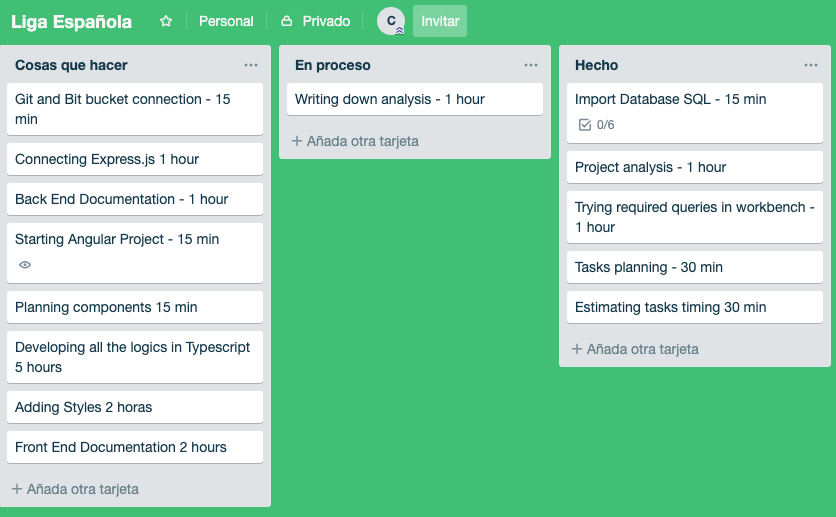 Liga Española
Personal
Privado
C
Invitar
Cosas que hacer
Git and Bit bucket connection - 15
min
Connecting Express.js 1 hour
Back End Documentation - 1 hour
Starting Angular Project - 15 min
Planning components 15 min
Developing all the logics in Typescript
5 hours
Adding Styles 2 horas
Front End Documentation 2 hours
+ Añada otra tarjeta
En proceso
Writing down analysis - 1 hour
+ Añada otra tarjeta
Hecho
Import Database SQL - 15 min
0/6
Project analysis - 1 hour
Trying required queries in workbench -
1 hour
Tasks planning - 30 min
Estimating tasks timing 30 min
+ Añada otra tarjeta